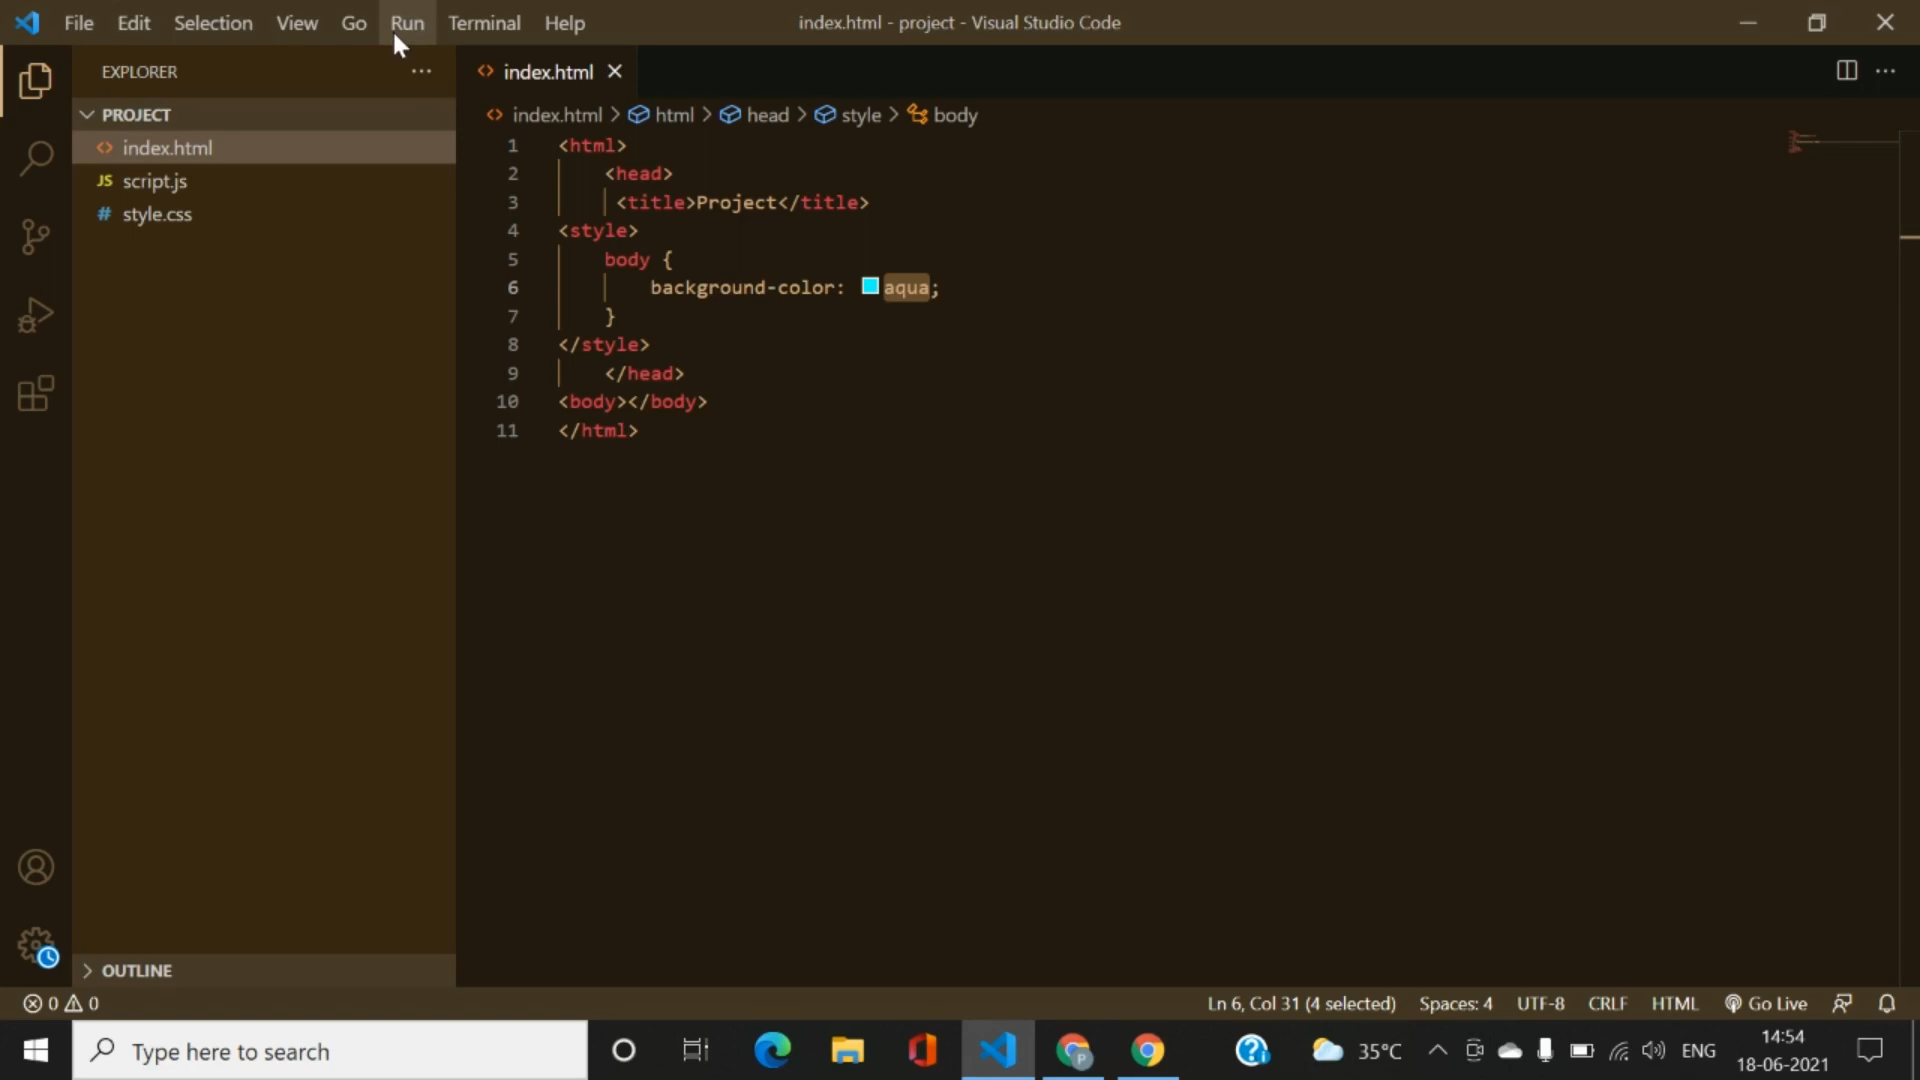 File Edit Selection View Go Run Terminal Help
index.html - project - Visual Studio Code
EXPLORER
PROJECT
index.html
JS script.js
# style.css
OUTLINE
index.html
index.html > html > head > style > body
1 <html>
2 <head>
3 <title>Project</title>
4 <style>
5 body {
6 background-color: aqua;
7 }
8 </style>
9 </head>
10 <body></body>
11 </html>
0 0
Ln 6, Col 31 (4 selected) Spaces: 4 UTF-8 CRLF HTML Go Live
Type here to search
P
35°C
ENG
14:54
18-06-2021